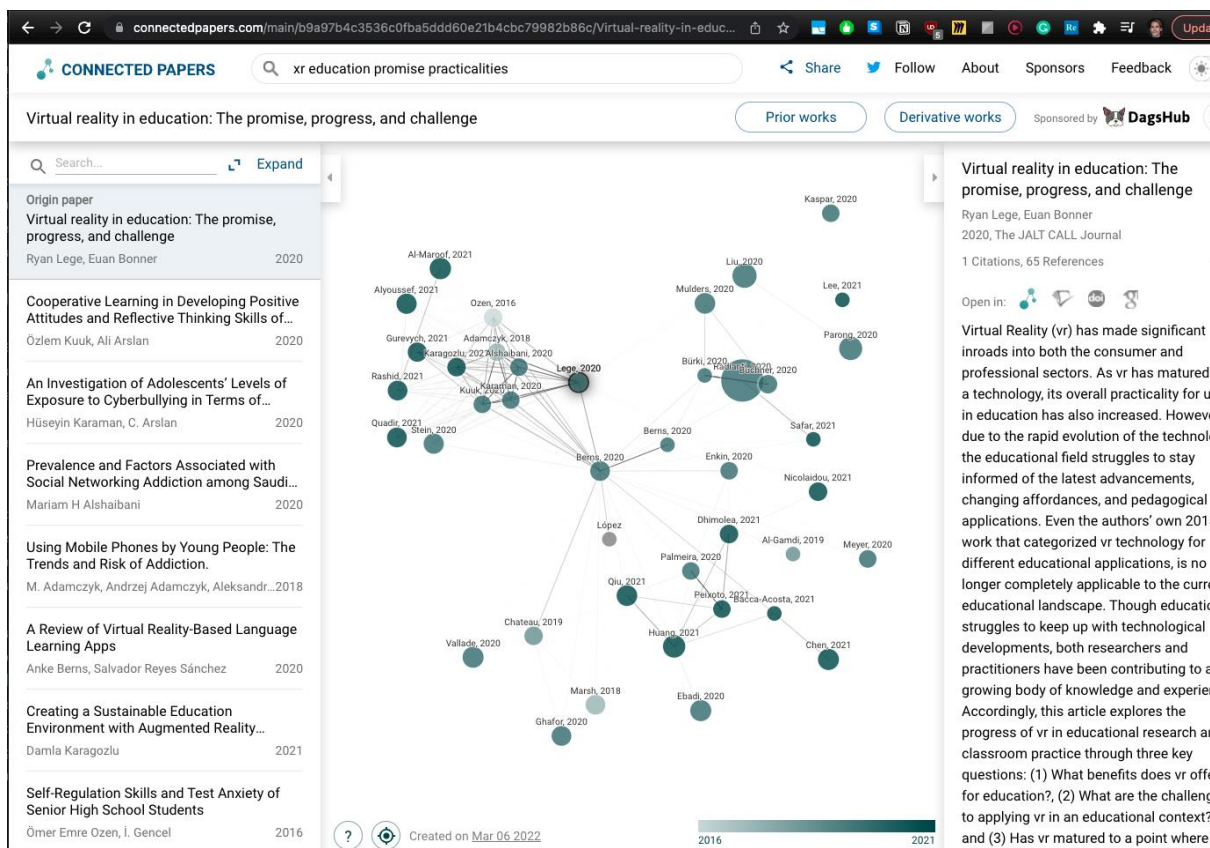 connectedpapers.com/main/b9a97b4c3536c0fba5ddd60e21b4cbc79982b86c/Virtual-reality-in-educ...
Upda
CONNECTED PAPERS
xr education promise practicalities
Share
Follow
About
Sponsors
Feedback
Virtual reality in education: The promise, progress, and challenge
Prior works
Derivative works
Sponsored by
DagsHub
Search...
Expand
Origin paper
Virtual reality in education: The promise,
progress, and challenge
Ryan Lege, Euan Bonner 2020
Cooperative Learning in Developing Positive
Attitudes and Reflective Thinking Skills of...
Özlem Kuuk, Ali Arslan 2020
An Investigation of Adolescents' Levels of
Exposure to Cyberbullying in Terms of...
Hüseyin Karaman, C. Arslan 2020
Prevalence and Factors Associated with
Social Networking Addiction among Saudi...
Mariam H Alshaibani 2020
Using Mobile Phones by Young People: The
Trends and Risk of Addiction.
M. Adamczyk, Andrzej Adamczyk, Aleksandr...2018
A Review of Virtual Reality-Based Language
Learning Apps
Anke Berns, Salvador Reyes Sánchez 2020
Creating a Sustainable Education
Environment with Augmented Reality...
Damla Karagozlu 2021
Self-Regulation Skills and Test Anxiety of
Senior High School Students
Ömer Emre Ozen, İ. Gencel 2016
Kaspar, 2020
Al-Maroof, 2021
Liu, 2020
Alyoussef, 2021
Mulders, 2020
Lee, 2021
Ozen, 2016
Gurevych, 2021
Adamczyk, 2018
Parong, 2020
Karagozlu, 2021
Alshaibani, 2020
Lege, 2020
Bürki, 2020
Buchner, 2020
Rashid, 2021
Karaman, 2020
Kuuk, 2020
Quadir, 2021
Stein, 2020
Berns, 2020
Safar, 2021
Berns, 2020
Enkin, 2020
Nicolaidou, 2021
López
Dhimolea, 2021
Al-Gamdi, 2019
Meyer, 2020
Palmeira, 2020
Qiu, 2021
Peixoto, 2021
Bacca-Acosta, 2021
Chateau, 2019
Huang, 2021
Vallade, 2020
Chen, 2021
Marsh, 2018
Ebadi, 2020
Ghafor, 2020
?
Created on Mar 06 2022
2016
2021
Virtual reality in education: The
promise, progress, and challenge
Ryan Lege, Euan Bonner
2020, The JALT CALL Journal
1 Citations, 65 References
Open in:
doi
Virtual Reality (vr) has made significant
inroads into both the consumer and
professional sectors. As vr has matured
a technology, its overall practicality for u
in education has also increased. Howeve
due to the rapid evolution of the technol
the educational field struggles to stay
informed of the latest advancements,
changing affordances, and pedagogical
applications. Even the authors' own 201
work that categorized vr technology for
different educational applications, is no
longer completely applicable to the curre
educational landscape. Though educatio
struggles to keep up with technological
developments, both researchers and
practitioners have been contributing to a
growing body of knowledge and experien
Accordingly, this article explores the
progress of vr in educational research an
classroom practice through three key
questions: (1) What benefits does vr offe
for education?, (2) What are the challeng
to applying vr in an educational context?
and (3) Has vr matured to a point where